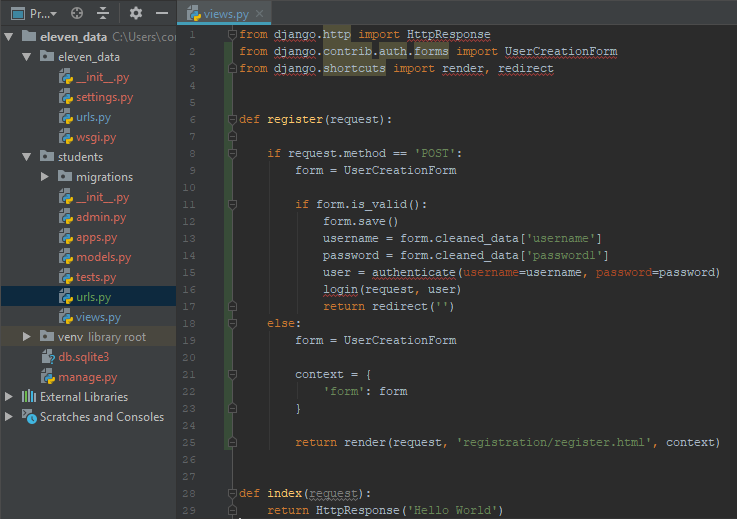 Pr...
eleven_data C:\Users\co
eleven_data
__init__.py
settings.py
urls.py
wsgi.py
students
migrations
__init__.py
admin.py
apps.py
models.py
tests.py
urls.py
views.py
venv library root
db.sqlite3
manage.py
External Libraries
Scratches and Consoles
views.py
1 from django.http import HttpResponse
2 from django.contrib.auth.forms import UserCreationForm
3 from django.shortcuts import render, redirect
4
5
6 def register(request):
7
8 if request.method == 'POST':
9 form = UserCreationForm
10
11 if form.is_valid():
12 form.save()
13 username = form.cleaned_data['username']
14 password = form.cleaned_data['password1']
15 user = authenticate(username=username, password=password)
16 login(request, user)
17 return redirect('')
18 else:
19 form = UserCreationForm
20
21 context = {
22 'form': form
23 }
24
25 return render(request, 'registration/register.html', context)
26
27
28 def index(request):
29 return HttpResponse('Hello World')